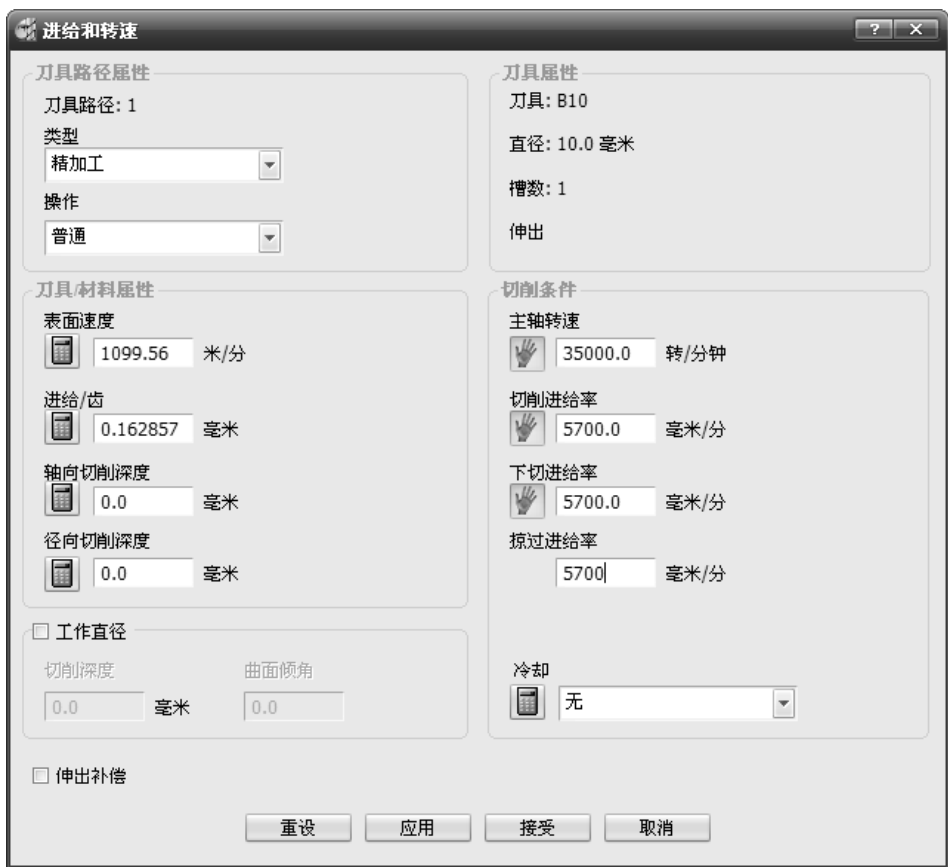 进给和转速
刀具路径属性
刀具路径: 1
类型
精加工
操作
普通
刀具属性
刀具: B10
直径: 10.0 毫米
槽数: 1
伸出
刀具/材料属性
表面速度
1099.56 米/分
进给/齿
0.162857 毫米
轴向切削深度
0.0 毫米
径向切削深度
0.0 毫米
切削条件
主轴转速
35000.0 转/分钟
切削进给率
5700.0 毫米/分
下切进给率
5700.0 毫米/分
掠过进给率
5700 毫米/分
工作直径
切削深度 曲面倾角
0.0 毫米 0.0
冷却
无
伸出补偿
重设 应用 接受 取消